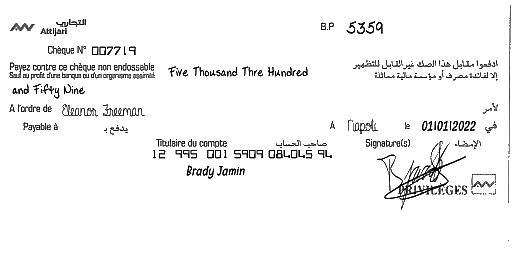 التجاري
Attijari
B.P 5359
Chèque N° 007719
Payez contre ce chèque non endossable
Sauf au profit d'une banque ou d'un organisme assimilé
Five Thousand Thre Hundred
ادفعوا مقابل هذا الصك غير القابل للتظهير
إلا لفائدة مصرف أو مؤسسة مالية مماثلة
and Fifty Nine
A l'ordre de Eleanor Freeman لأمر
Payable à يدفع بـ A Napoli le 01/01/2022 في
Titulaire du compte صاحب الحساب Signature(s) الإمضاء
12 995 001 5909 084045 94
Brady Jamin
PRIVILEGES